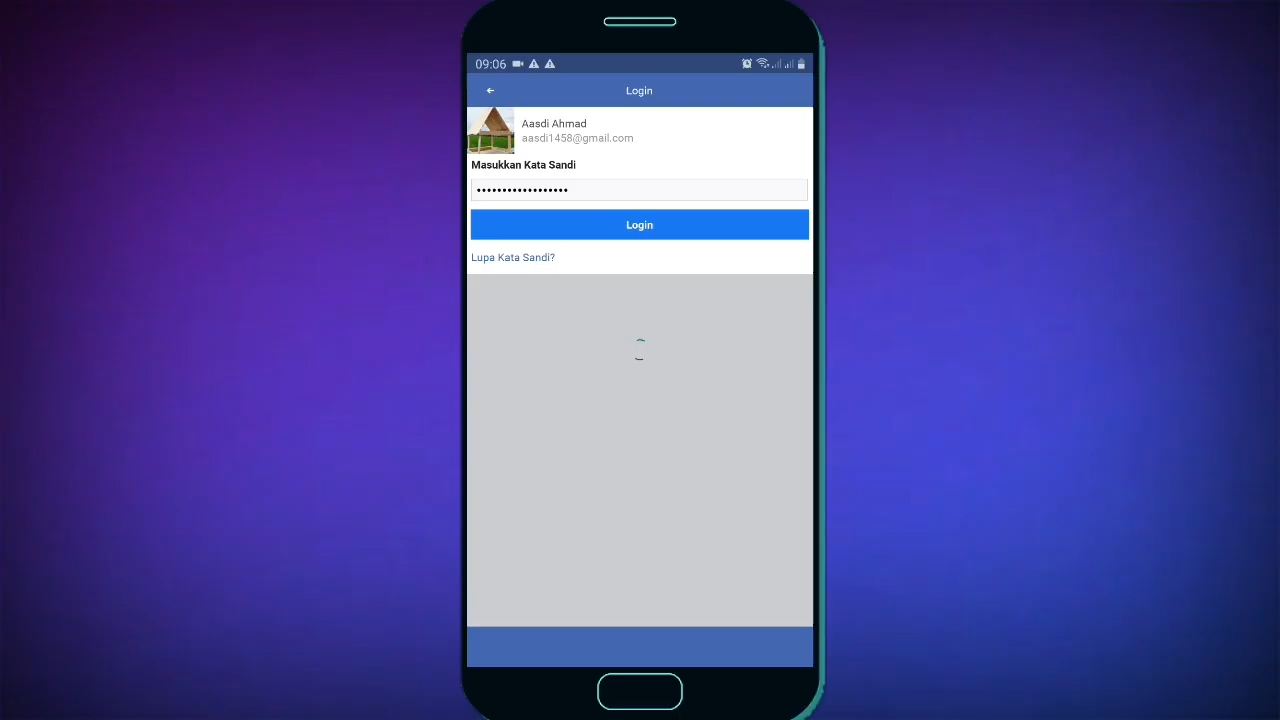 09:06
Login
Aasdi Ahmad
aasdi1458@gmail.com
Masukkan Kata Sandi
••••••••••••••••••
Login
Lupa Kata Sandi?